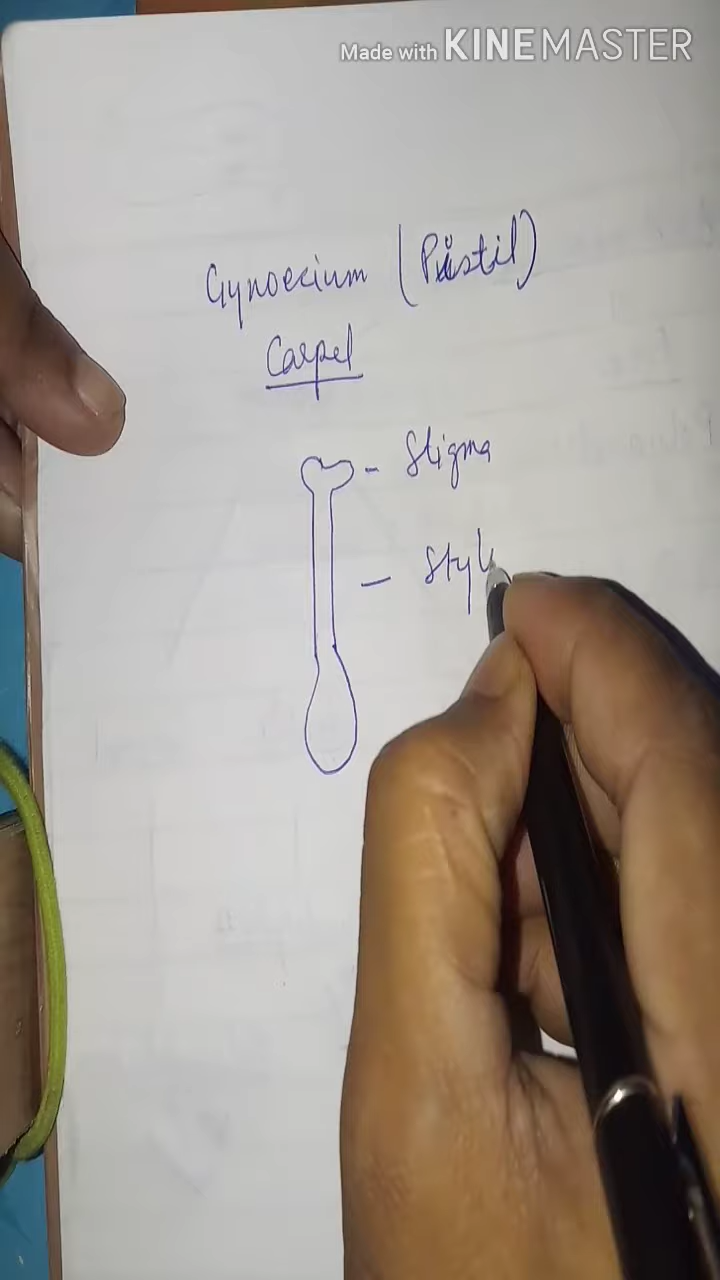 Made with KINEMASTER
Gynoecium (Pistil)
Carpel
- Stigma
- Styl